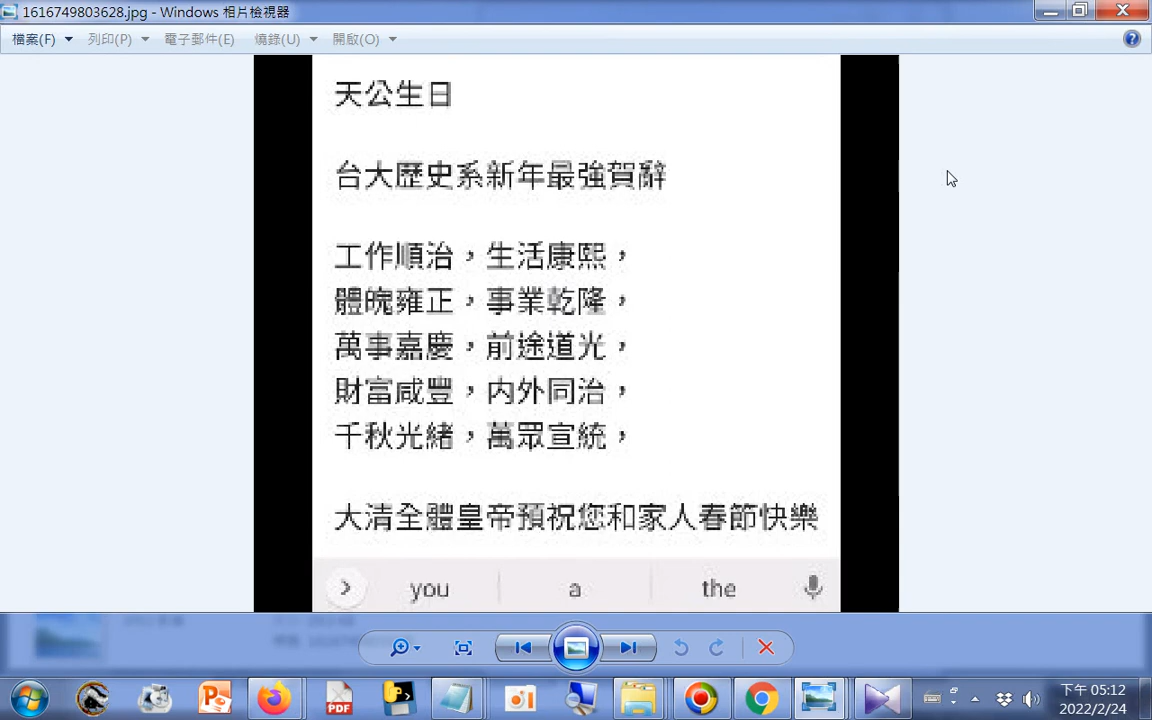 1616749803628.jpg - Windows 相片檢視器
檔案(F) 列印(P) 電子郵件(E) 燒錄(U) 開啟(O)
天公生日
台大歷史系新年最強賀辭
工作順治，生活康熙，
體魄雍正，事業乾隆，
萬事嘉慶，前途道光，
財富咸豐，內外同治，
千秋光緒，萬眾宣統，
大清全體皇帝預祝您和家人春節快樂
you a the
下午 05:12
2022/2/24